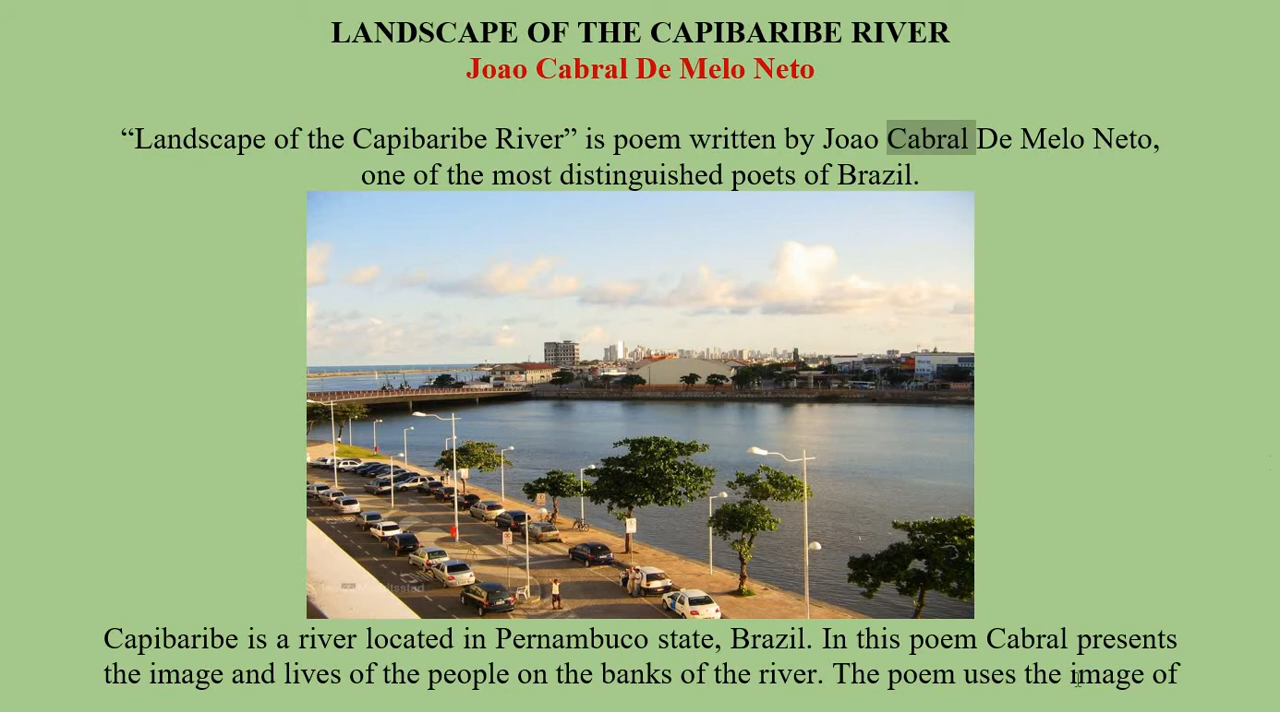 LANDSCAPE OF THE CAPIBARIBE RIVER
Joao Cabral De Melo Neto
“Landscape of the Capibaribe River” is poem written by Joao Cabral De Melo Neto,
one of the most distinguished poets of Brazil.
Capibaribe is a river located in Pernambuco state, Brazil. In this poem Cabral presents
the image and lives of the people on the banks of the river. The poem uses the image of